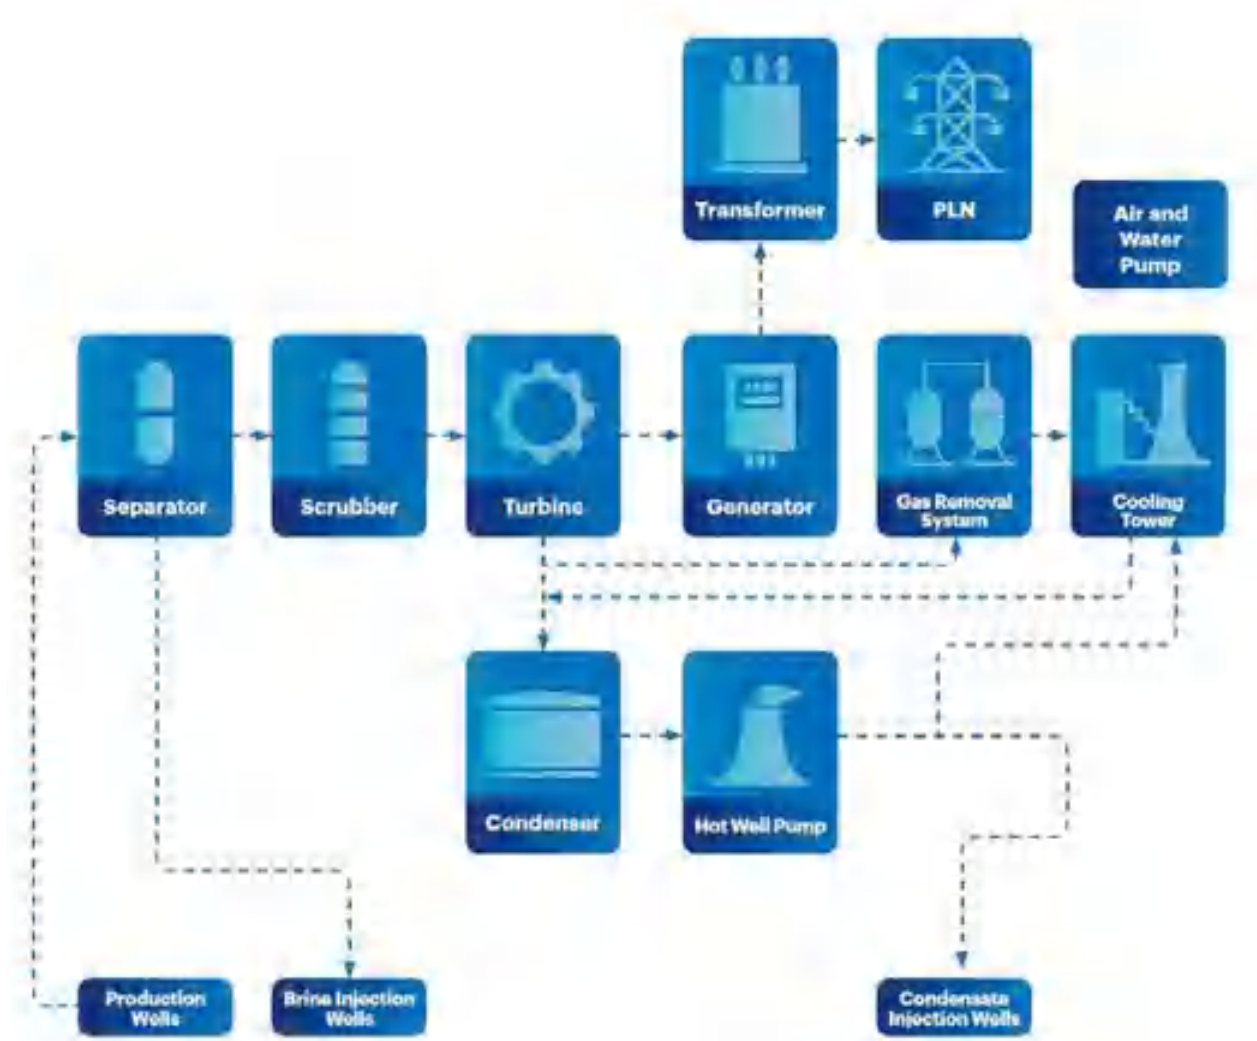 Transformer
PLN
Air and
Water
Pump
Separator
Scrubber
Turbine
Generator
Gas Removal
System
Cooling
Tower
Condenser
Hot Well Pump
Production
Wells
Brine Injection
Wells
Condensate
Injection Wells